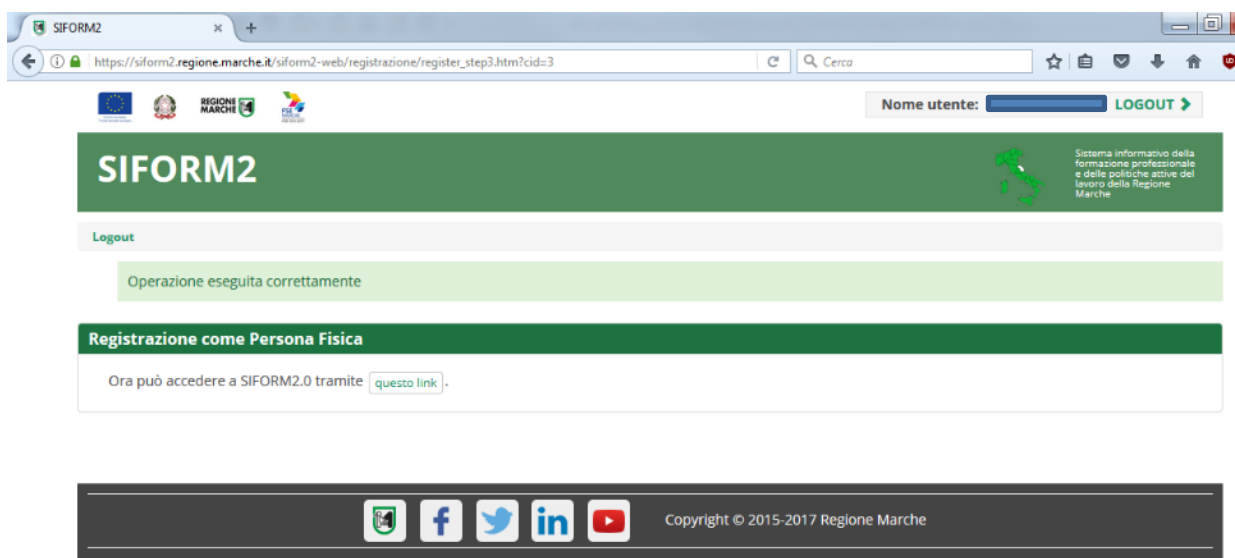 SIFORM2
https://siform2.regione.marche.it/siform2-web/registrazione/register_step3.htm?cid=3
Cerca
REGIONE
MARCHE
Nome utente:
LOGOUT
SIFORM2
Sistema informativo della
formazione professionale
e delle politiche attive del
lavoro della Regione
Marche
Logout
Operazione eseguita correttamente
Registrazione come Persona Fisica
Ora può accedere a SIFORM2.0 tramite questo link .
Copyright © 2015-2017 Regione Marche